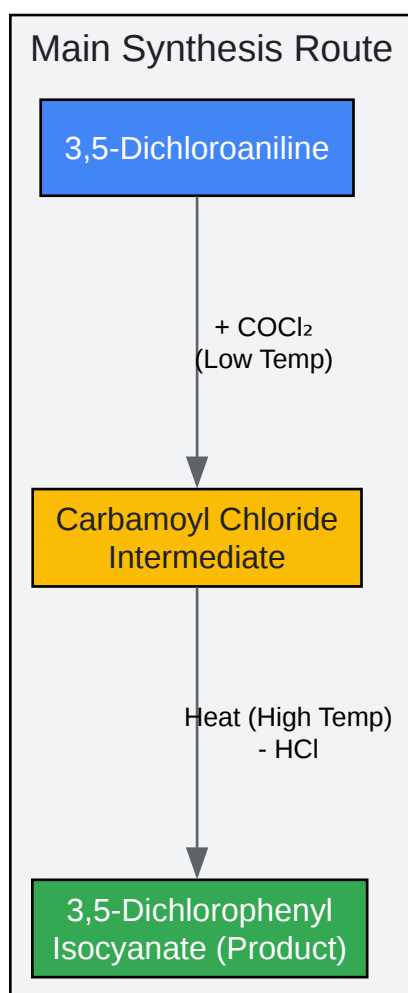 Main Synthesis Route
3,5-Dichloroaniline
+ COCl₂
(Low Temp)
Carbamoyl Chloride
Intermediate
Heat (High Temp)
- HCl
3,5-Dichlorophenyl
Isocyanate (Product)